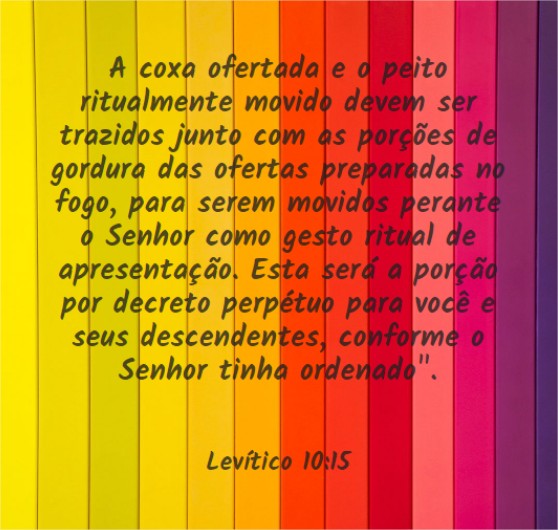 A coxa ofertada e o peito
ritualmente movido devem ser
trazidos junto com as porções de
gordura das ofertas preparadas no
fogo, para serem movidos perante
o Senhor como gesto ritual de
apresentação. Esta será a porção
por decreto perpétuo para você e
seus descendentes, conforme o
Senhor tinha ordenado".
Levítico 10:15